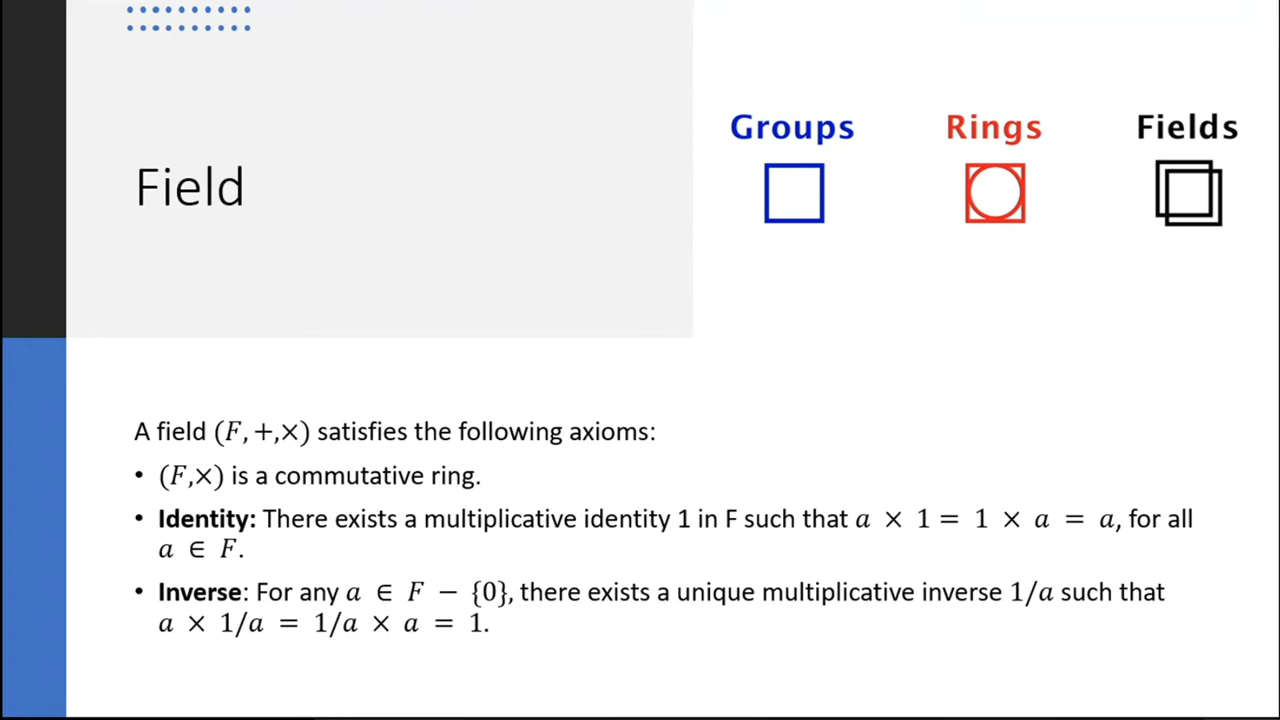 Groups Rings Fields
Field
A field (F, +,×) satisfies the following axioms:
• (F,×) is a commutative ring.
• Identity: There exists a multiplicative identity 1 in F such that a × 1 = 1 × a = a, for all
a ∈ F.
• Inverse: For any a ∈ F − {0}, there exists a unique multiplicative inverse 1/a such that
a × 1/a = 1/a × a = 1.